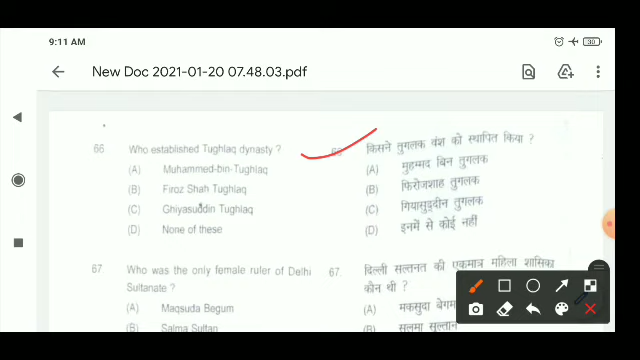 9:11 AM
30
New Doc 2021-01-20 07.48.03.pdf
66 Who established Tughlaq dynasty ?
(A) Muhammed-bin-Tughlaq
(B) Firoz Shah Tughlaq
(C) Ghiyasuddin Tughlaq
(D) None of these
67. Who was the only female ruler of Delhi
Sultanate ?
(A) Maqsuda Begum
(B) Salma Sultan
किसने तुगलक वंश को स्थापित किया ?
(A) मुहम्मद बिन तुगलक
(B) फिरोजशाह तुगलक
(C) गियासुद्दीन तुगलक
(D) इनमें से कोई नहीं
67. दिल्ली सल्तनत की एकमात्र महिला शासिका
कौन थी ?
(A) मकसुदा बेगम
(B) सलमा सुल्तान